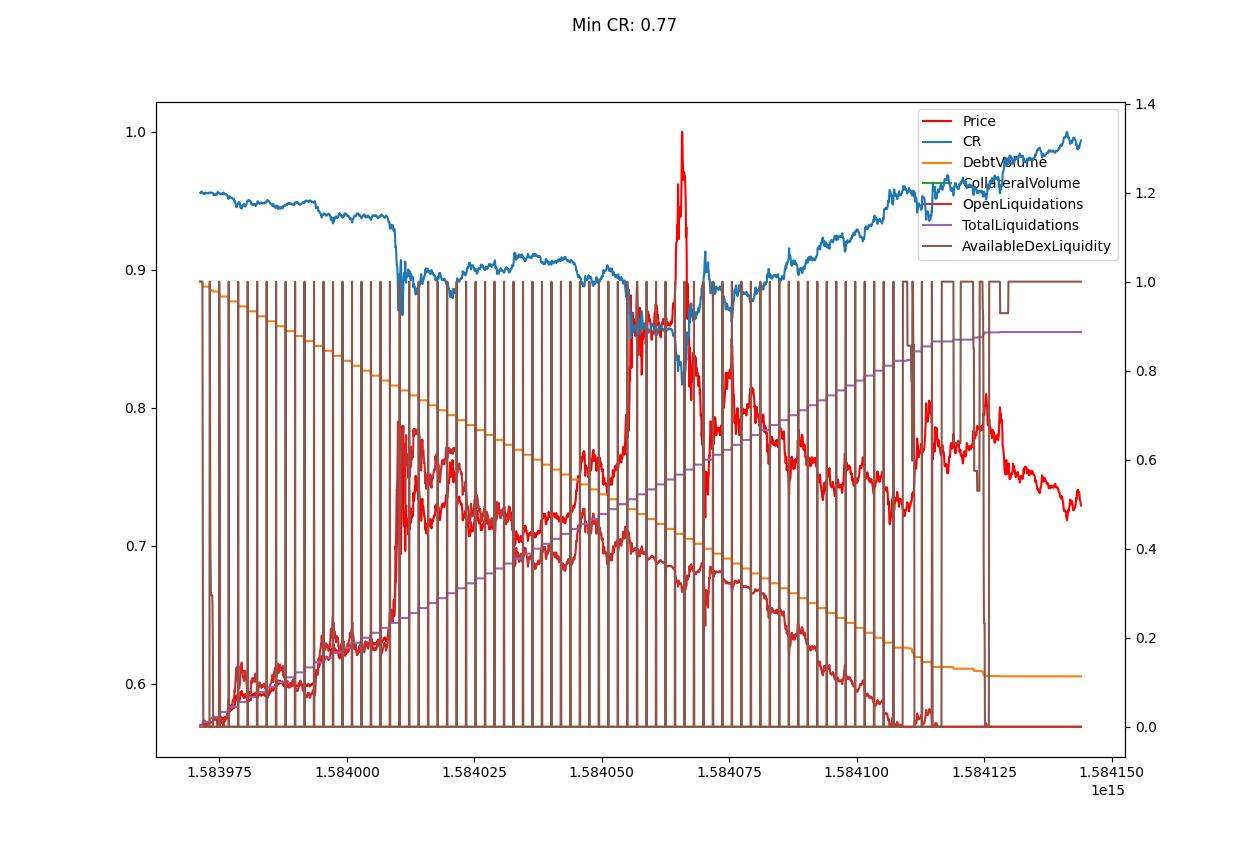 Min CR: 0.77
1.0
0.9
0.8
0.7
0.6
1.4
1.2
1.0
0.8
0.6
0.4
0.2
0.0
Price
CR
DebtVolume
CollateralVolume
OpenLiquidations
TotalLiquidations
AvailableDexLiquidity
1.583975 1.584000 1.584025 1.584050 1.584075 1.584100 1.584125 1.584150
1e15